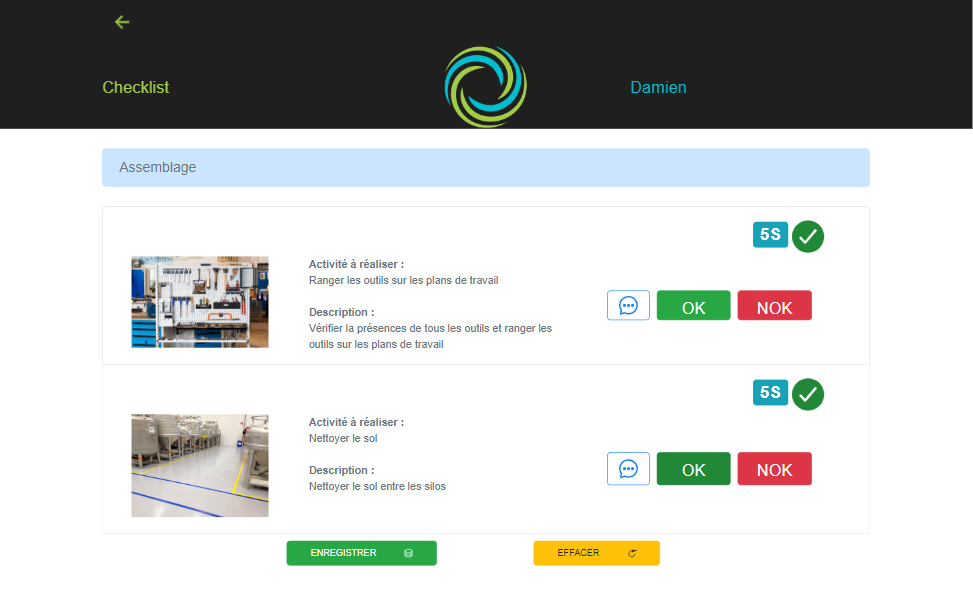 Checklist
Damien
Assemblage
5S
Activité à réaliser :
Ranger les outils sur les plans de travail
Description :
Vérifier la présences de tous les outils et ranger les
outils sur les plans de travail
OK
NOK
5S
Activité à réaliser :
Nettoyer le sol
Description :
Nettoyer le sol entre les silos
OK
NOK
ENREGISTRER
EFFACER